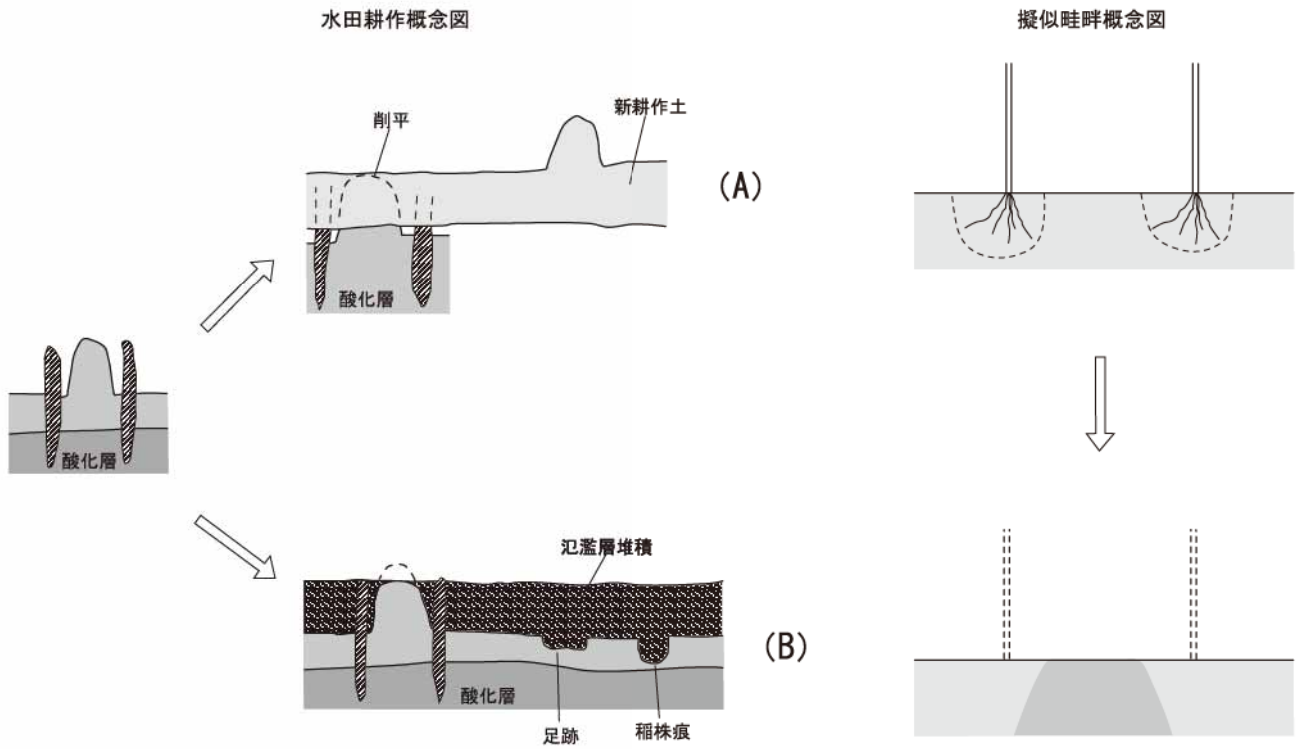 水田耕作概念図
擬似畦畔概念図
削平
新耕作土
(A)
酸化層
酸化層
氾濫層堆積
(B)
酸化層
足跡
稲株痕